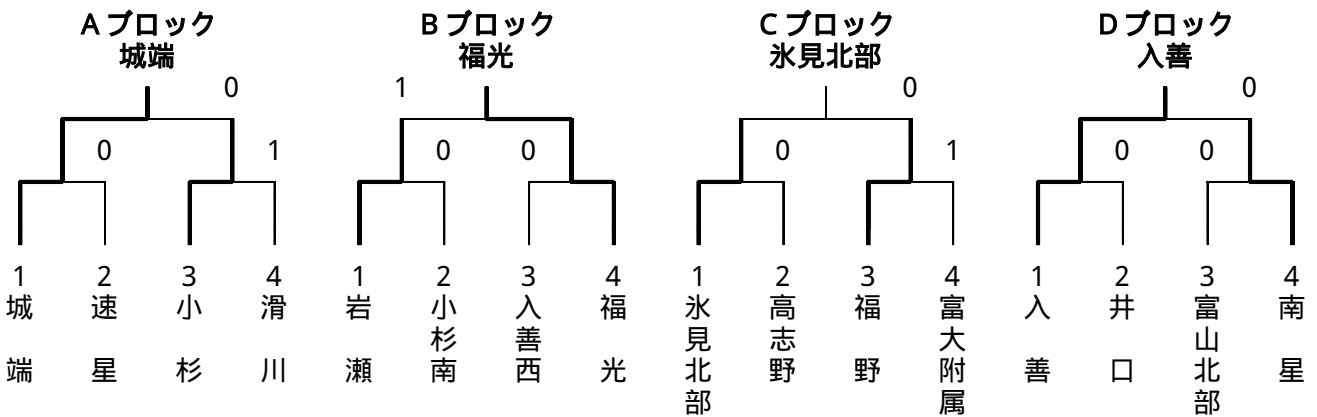 Aブロック
城端
0
0
1
1
城端
2
速星
3
小杉
4
滑川
Bブロック
福光
1
0
0
1
岩瀬
2
小杉南
3
入善西
4
福光
Cブロック
氷見北部
0
0
1
1
氷見北部
2
高志野
3
福野
4
富大附属
Dブロック
入善
0
0
0
1
入善
2
井口
3
富山北部
4
南星